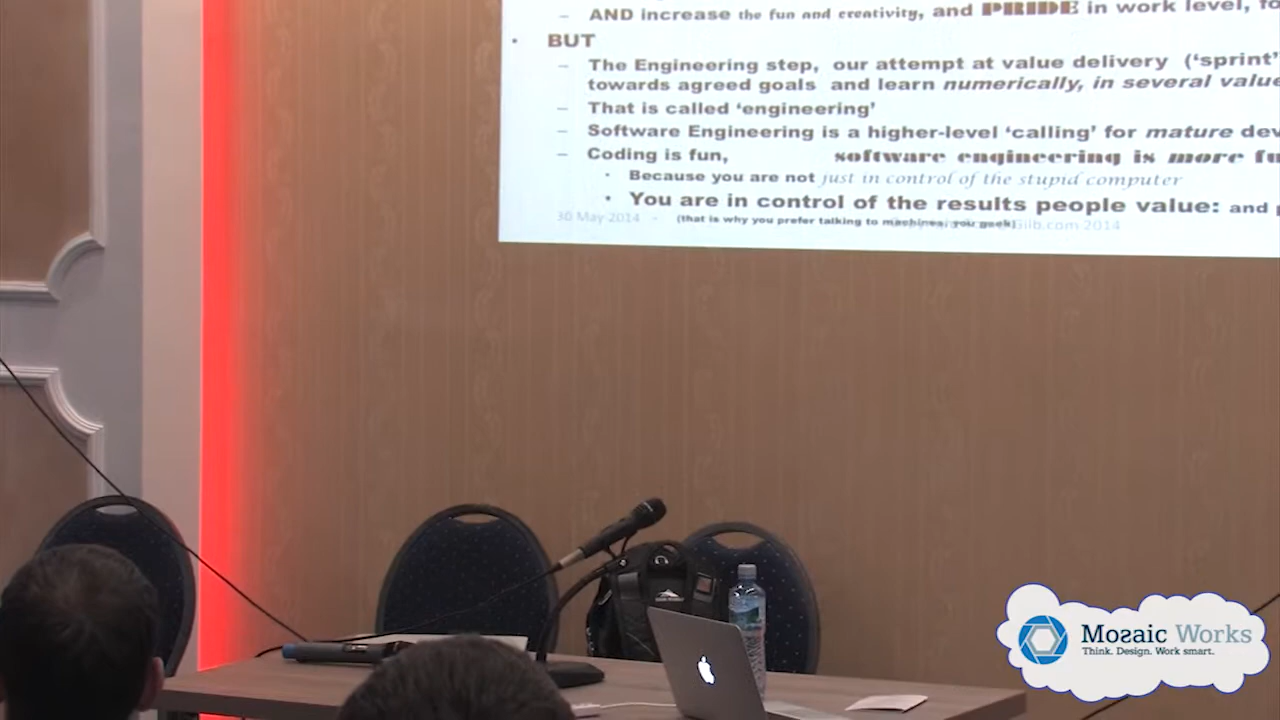 – AND increase the fun and creativity, and PRIDE in work level, fo
• BUT
– The Engineering step, our attempt at value delivery ('sprint'
towards agreed goals and learn numerically, in several value
– That is called 'engineering'
– Software Engineering is a higher-level 'calling' for mature dev
– Coding is fun, software engineering is more fu
• Because you are not just in control of the stupid computer
• You are in control of the results people value: and p
30 May 2014 (that is why you prefer talking to machines, you geek) Gilb.com 2014
Mozaic Works
Think. Design. Work smart.